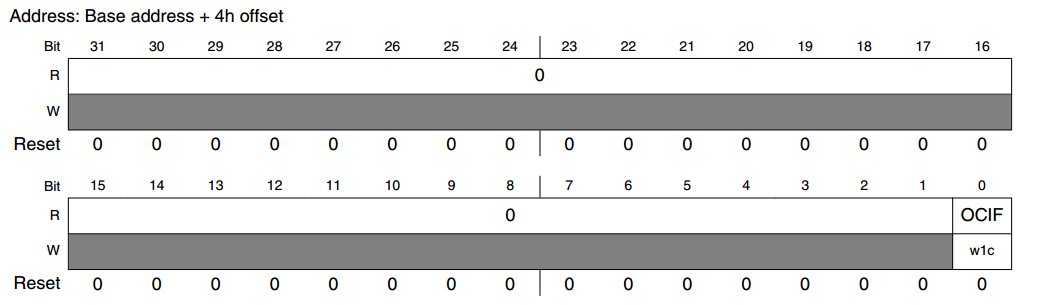 Address: Base address + 4h offset
Bit 31 30 29 28 27 26 25 24 23 22 21 20 19 18 17 16
R 0
W
Reset 0 0 0 0 0 0 0 0 0 0 0 0 0 0 0 0
Bit 15 14 13 12 11 10 9 8 7 6 5 4 3 2 1 0
R 0 OCIF
W w1c
Reset 0 0 0 0 0 0 0 0 0 0 0 0 0 0 0 0